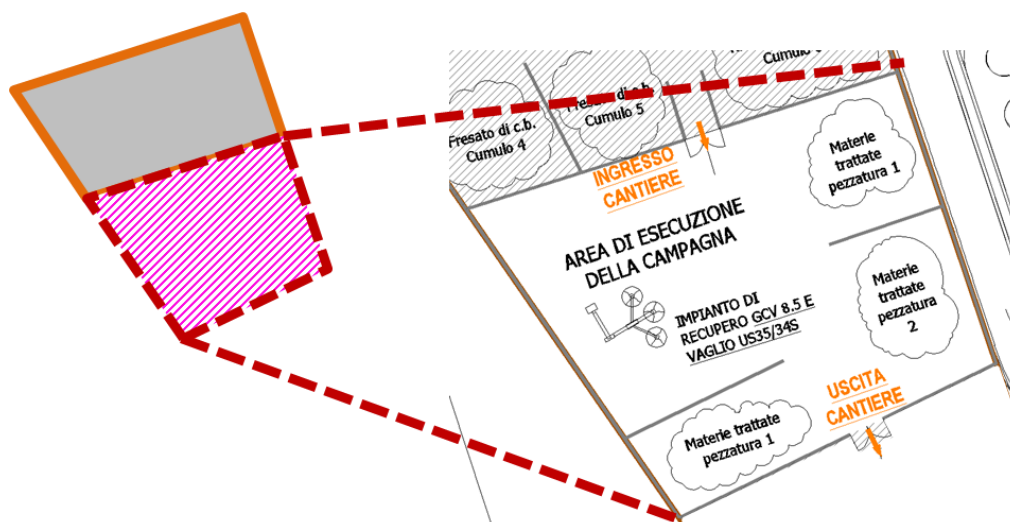 Fresato di c.b.
Cumulo 4
Fresato di c.b.
Cumulo 5
Cumulo
INGRESSO
CANTIERE
Materie
trattate
pezzatura 1
AREA DI ESECUZIONE
DELLA CAMPAGNA
Materie
trattate
pezzatura
2
IMPIANTO DI
RECUPERO GCV 8.5 E
VAGLIO US35/34S
USCITA
CANTIERE
Materie trattate
pezzatura 1